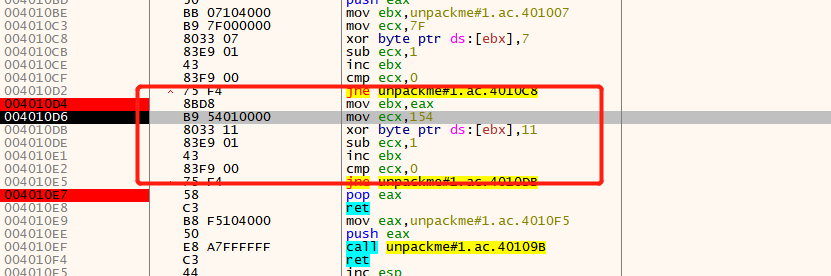 004010BD 50 push eax
004010BE BB 07104000 mov ebx,unpackme#1.ac.401007
004010C3 B9 7F000000 mov ecx,7F
004010C8 8033 07 xor byte ptr ds:[ebx],7
004010CB 83E9 01 sub ecx,1
004010CE 43 inc ebx
004010CF 83F9 00 cmp ecx,0
004010D2 ^ 75 F4 jne unpackme#1.ac.4010C8
004010D4 8BD8 mov ebx,eax
004010D6 B9 54010000 mov ecx,154
004010DB 8033 11 xor byte ptr ds:[ebx],11
004010DE 83E9 01 sub ecx,1
004010E1 43 inc ebx
004010E2 83F9 00 cmp ecx,0
004010E5 75 F4 jne unpackme#1.ac.4010DB
004010E7 58 pop eax
004010E8 C3 ret
004010E9 B8 F5104000 mov eax,unpackme#1.ac.4010F5
004010EE 50 push eax
004010EF E8 A7FFFFFF call unpackme#1.ac.40109B
004010F4 C3 ret
004010F5 44 inc esp